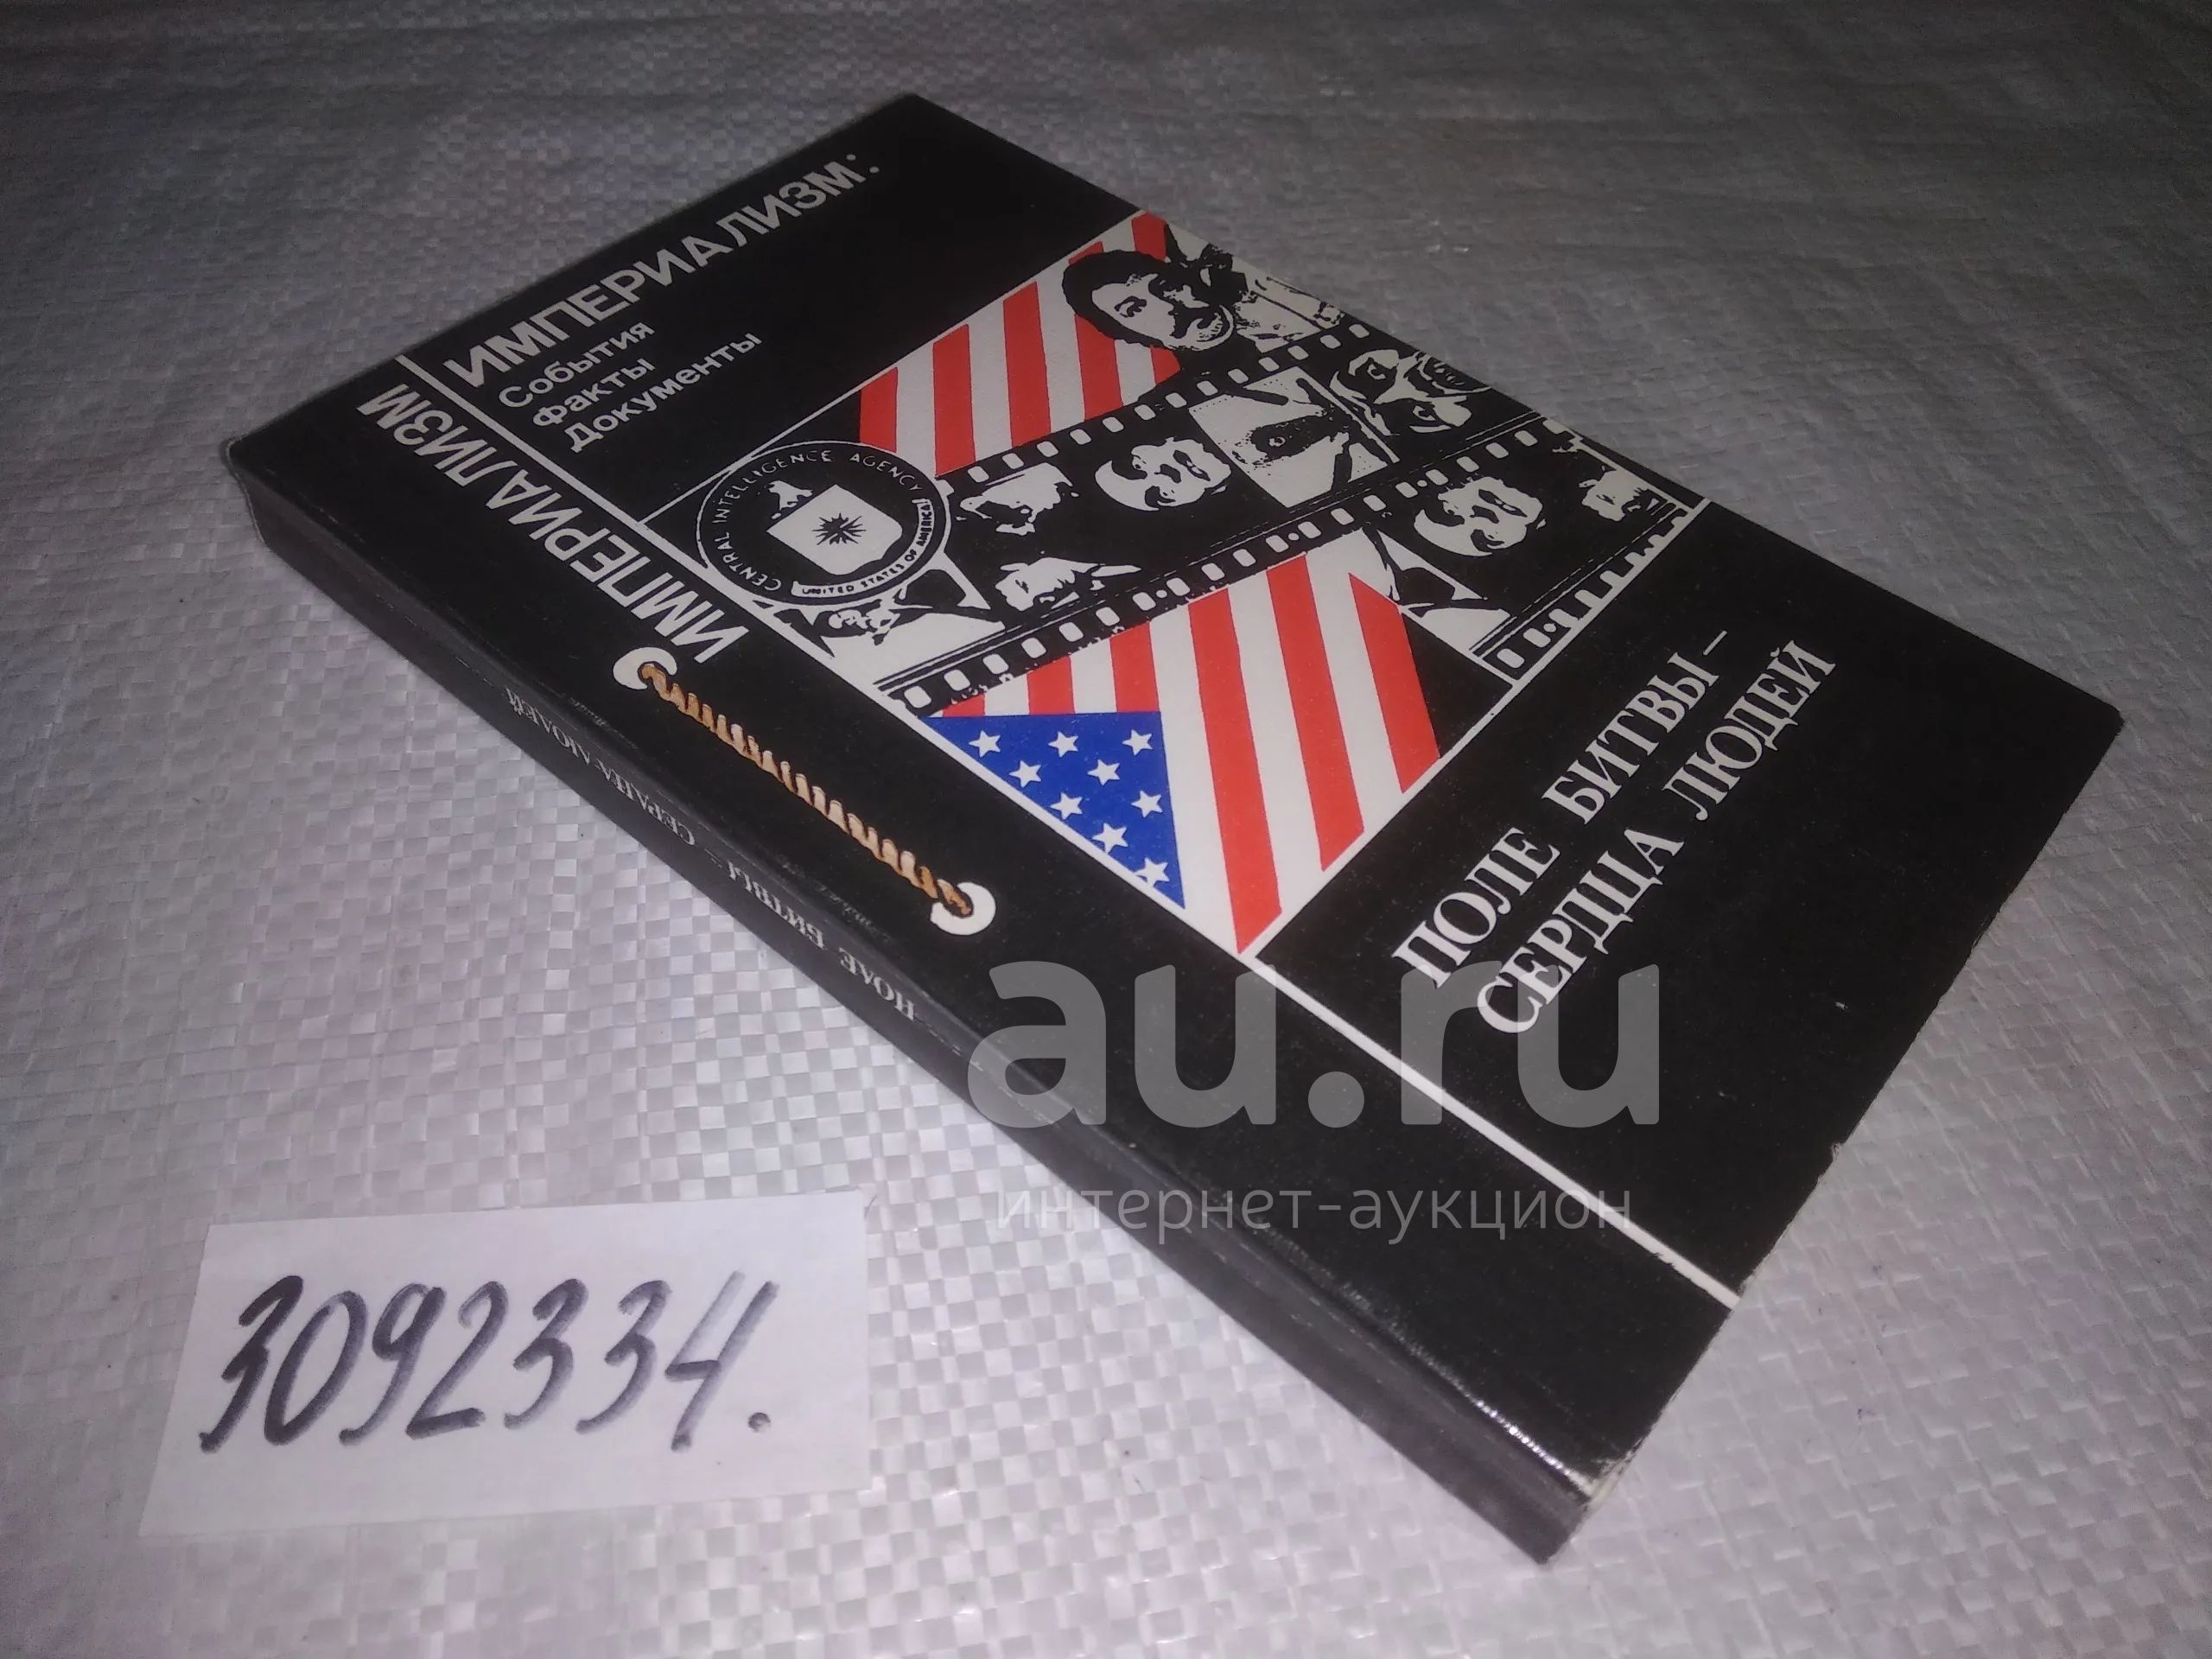 ИМПЕРИАЛИЗМ:
События
факты
документы
ИМПЕРИАЛИЗМ
CENTRAL INTELLIGENCE AGENCY
UNITED STATES OF AMERICA
ПОЛЕ БИТВЫ –
СЕРДЦА ЛЮДЕЙ
ПОЛЕ БИТВЫ – СЕРДЦА ЛЮДЕЙ
au.ru
интернет-аукцион
3092334.